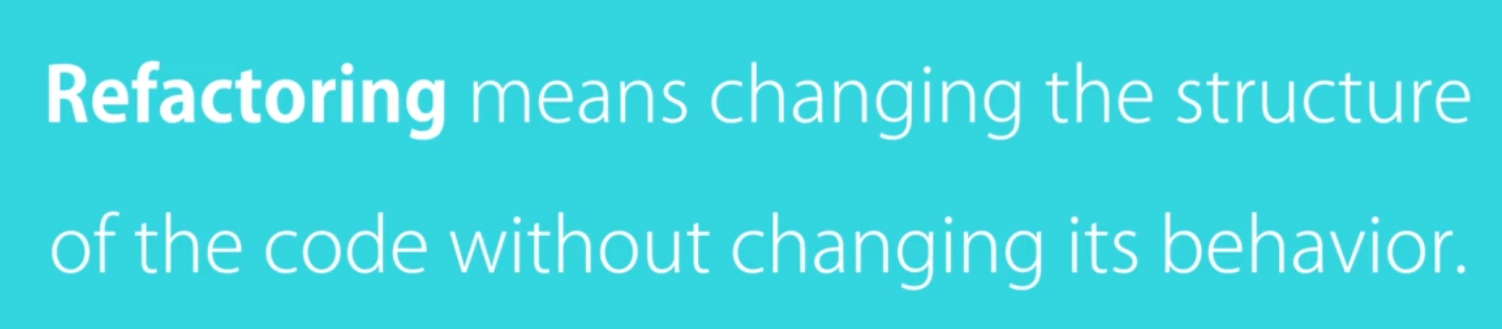 Refactoring means changing the structure
of the code without changing its behavior.